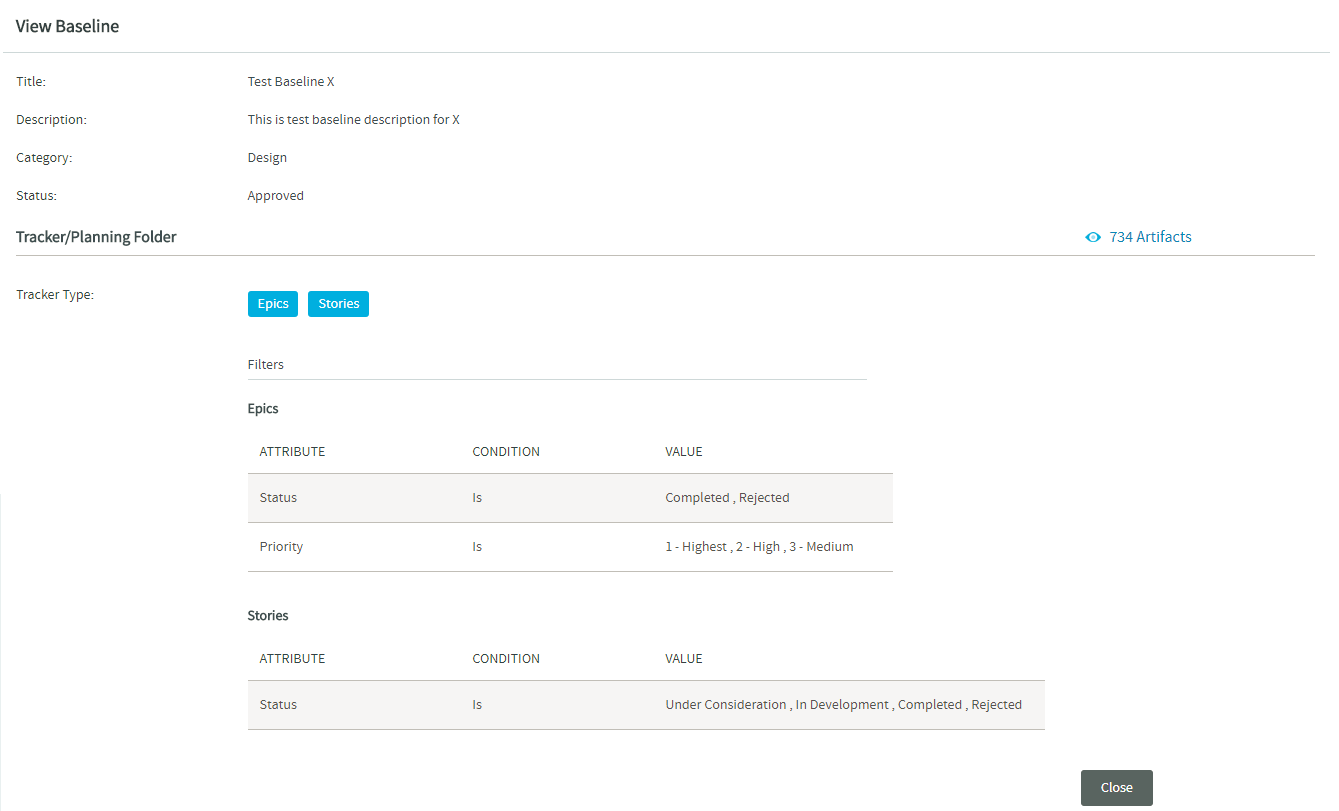 View Baseline
Title: Test Baseline X
Description: This is test baseline description for X
Category: Design
Status: Approved
Tracker/Planning Folder 734 Artifacts
Tracker Type: Epics Stories
Filters
Epics
ATTRIBUTE CONDITION VALUE
Status Is Completed , Rejected
Priority Is 1 - Highest , 2 - High , 3 - Medium
Stories
ATTRIBUTE CONDITION VALUE
Status Is Under Consideration , In Development , Completed , Rejected
Close